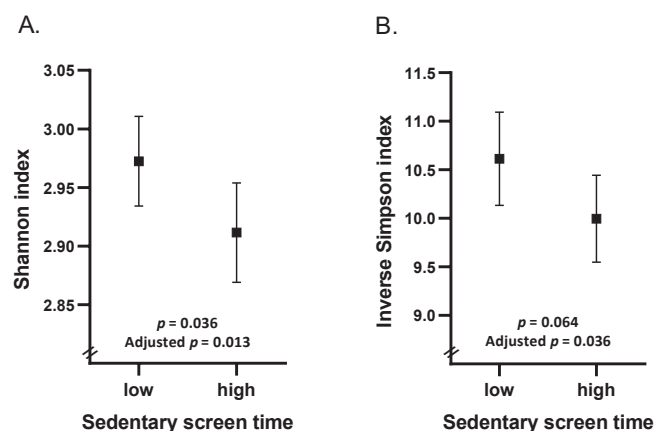 A.
3.05
3.00
2.95
2.90
2.85
Shannon index
p = 0.036
Adjusted p = 0.013
low
high
Sedentary screen time
B.
11.5
11.0
10.5
10.0
9.5
9.0
Inverse Simpson index
p = 0.064
Adjusted p = 0.036
low
high
Sedentary screen time